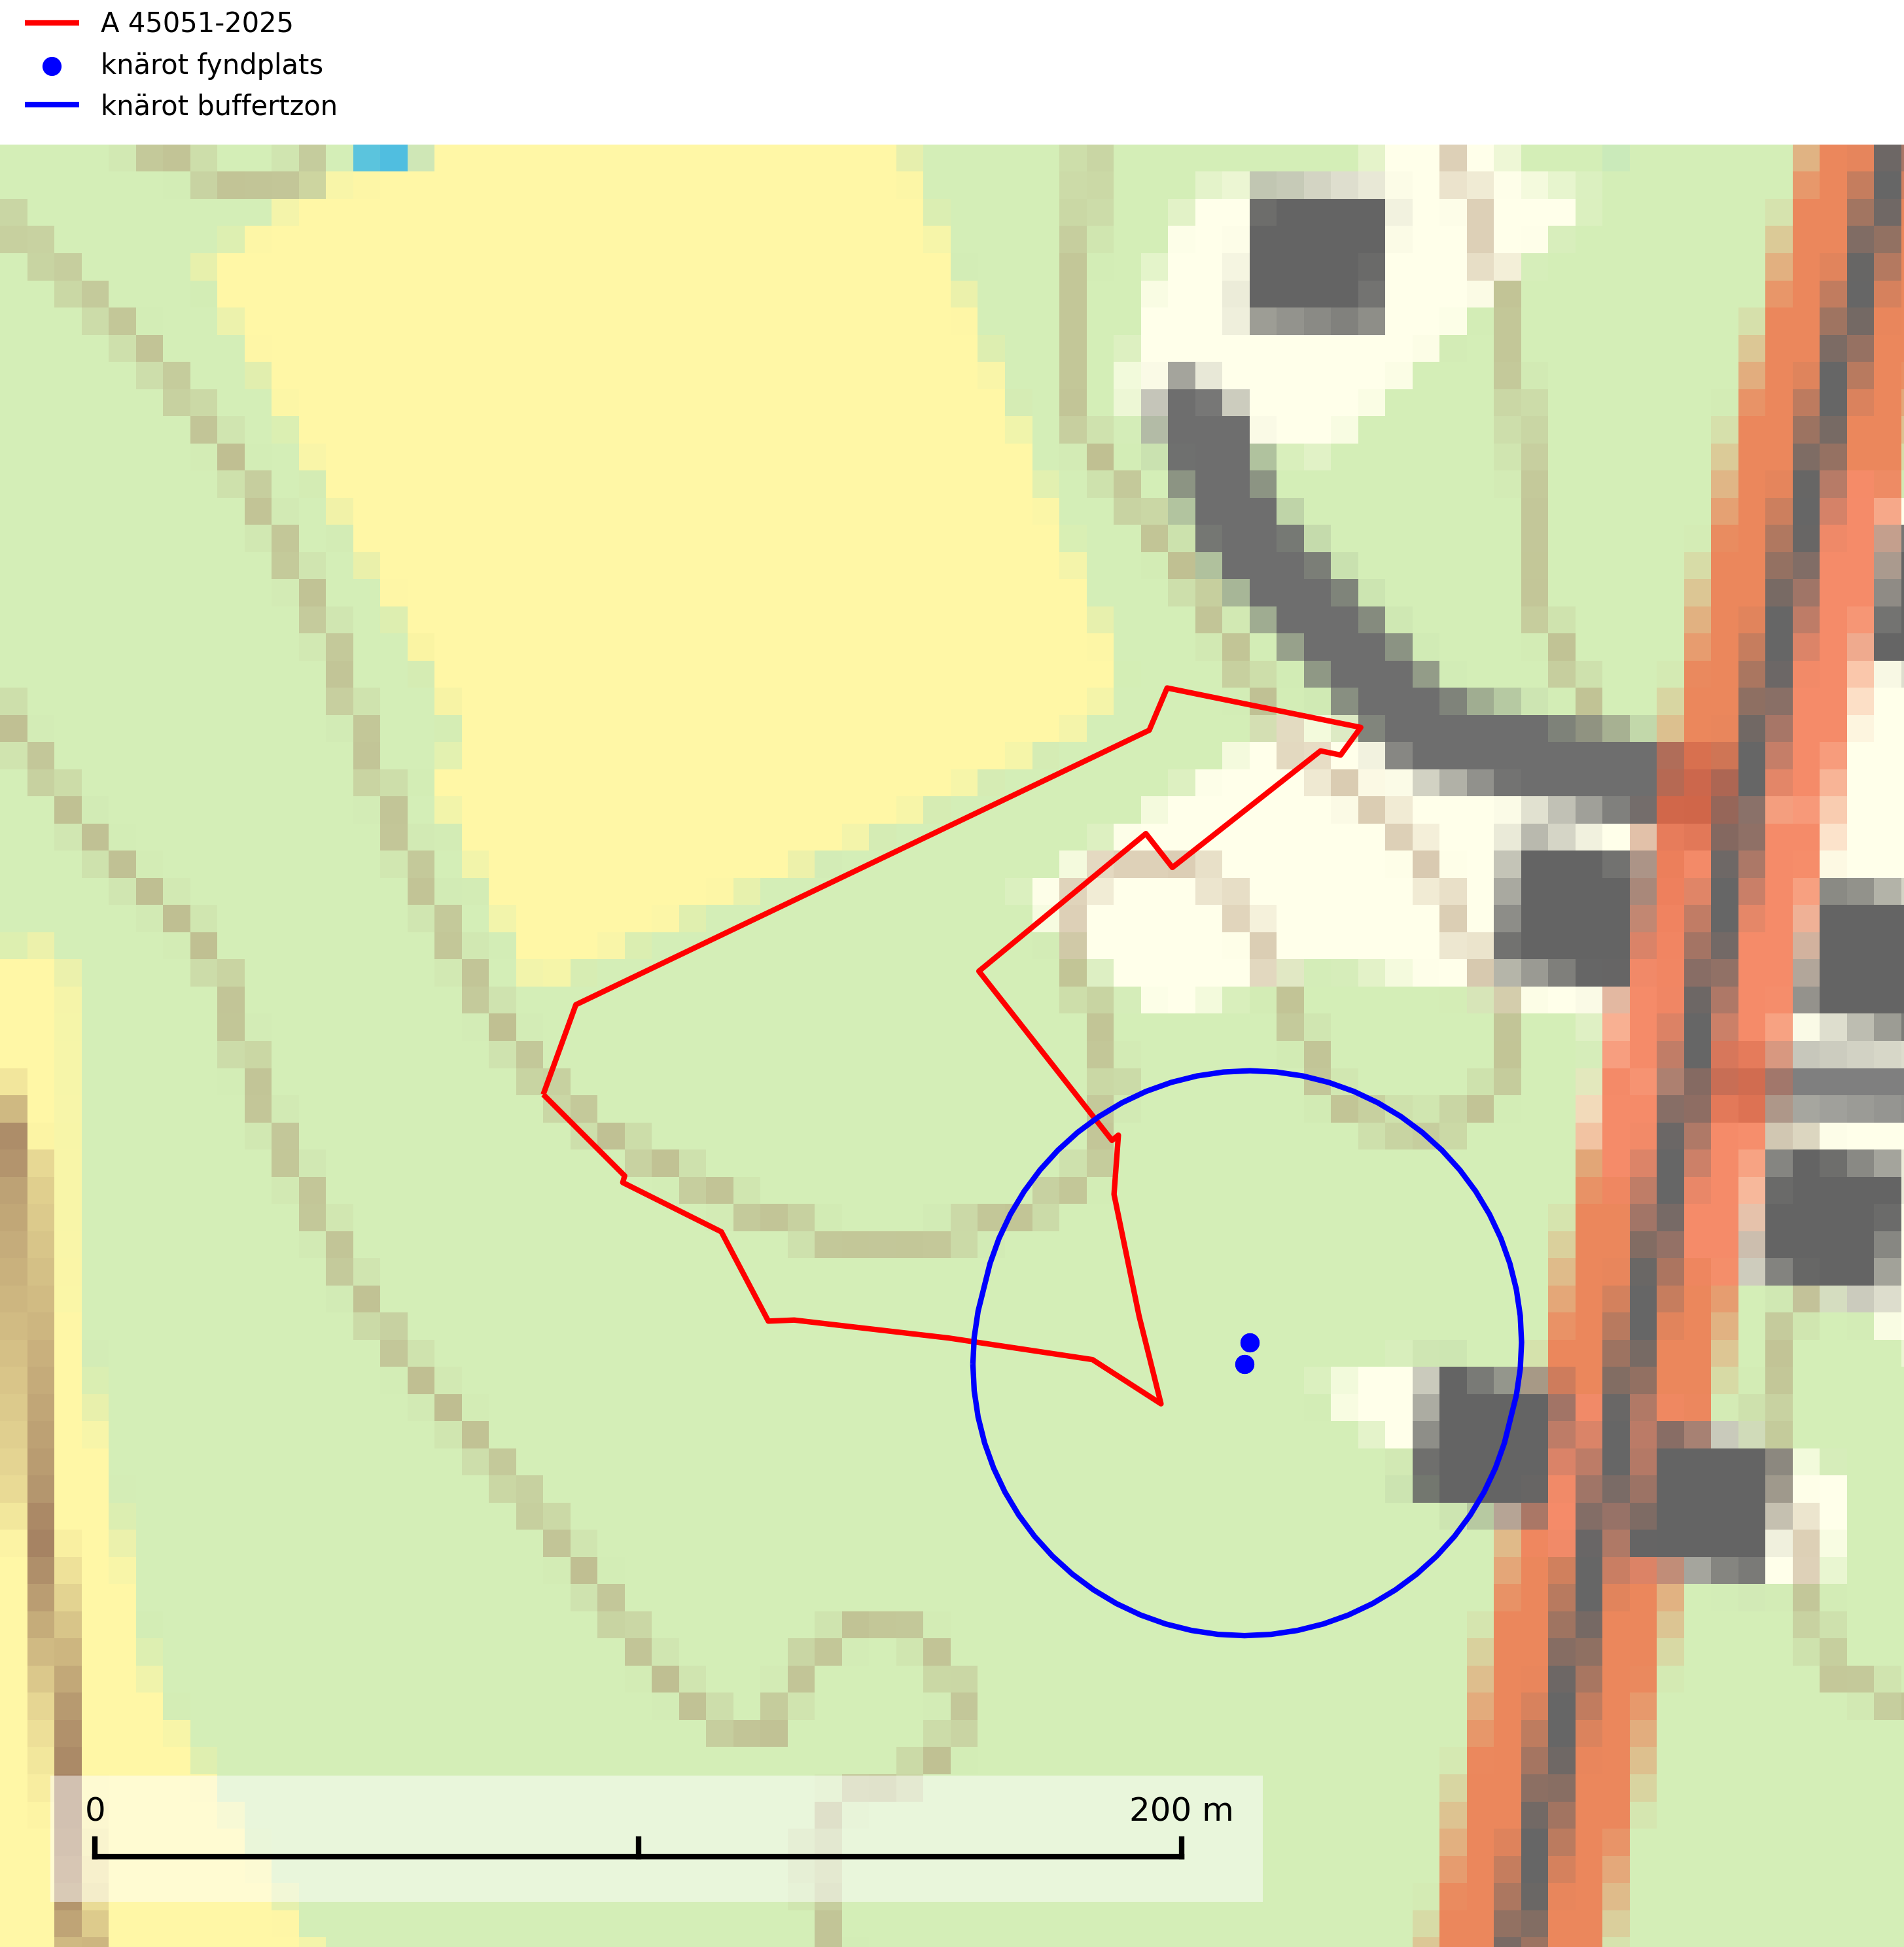 A 45051-2025
knärot fyndplats
knärot buffertzon
0 200 m